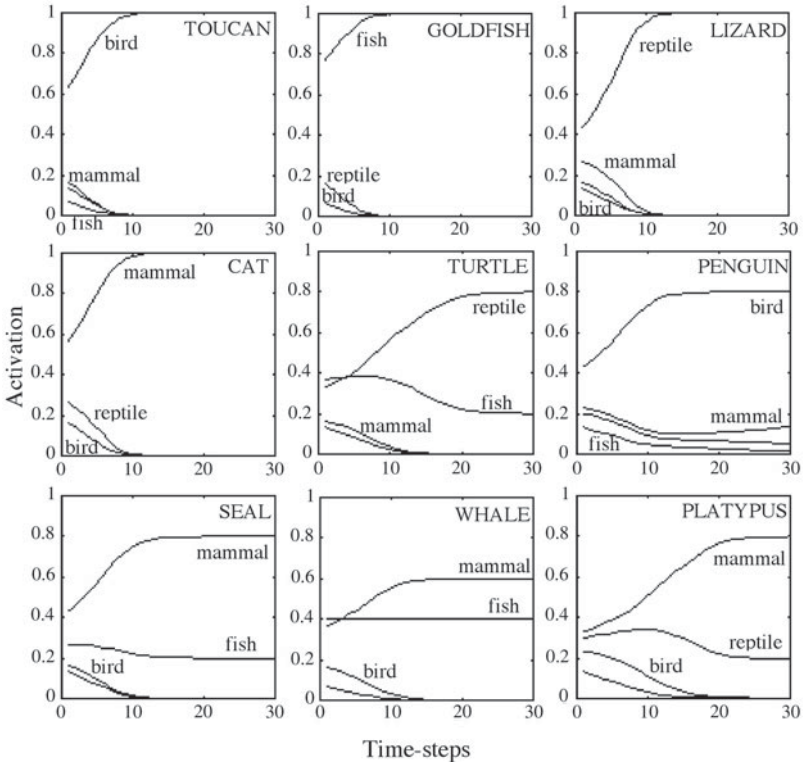 1
0.8
0.6
0.4
0.2
0
TOUCAN
bird
mammal
fish
0
10
20
30
1
0.8
0.6
0.4
0.2
0
GOLDFISH
fish
reptile
bird
0
10
20
30
1
0.8
0.6
0.4
0.2
0
LIZARD
reptile
mammal
bird
0
10
20
30
Activation
1
0.8
0.6
0.4
0.2
0
CAT
mammal
reptile
bird
0
10
20
30
1
0.8
0.6
0.4
0.2
0
TURTLE
reptile
fish
mammal
0
10
20
30
1
0.8
0.6
0.4
0.2
0
PENGUIN
bird
mammal
fish
0
10
20
30
1
0.8
0.6
0.4
0.2
0
SEAL
mammal
fish
bird
0
10
20
30
1
0.8
0.6
0.4
0.2
0
WHALE
mammal
fish
bird
0
10
20
30
1
0.8
0.6
0.4
0.2
0
PLATYPUS
mammal
reptile
bird
0
10
20
30
Time-steps